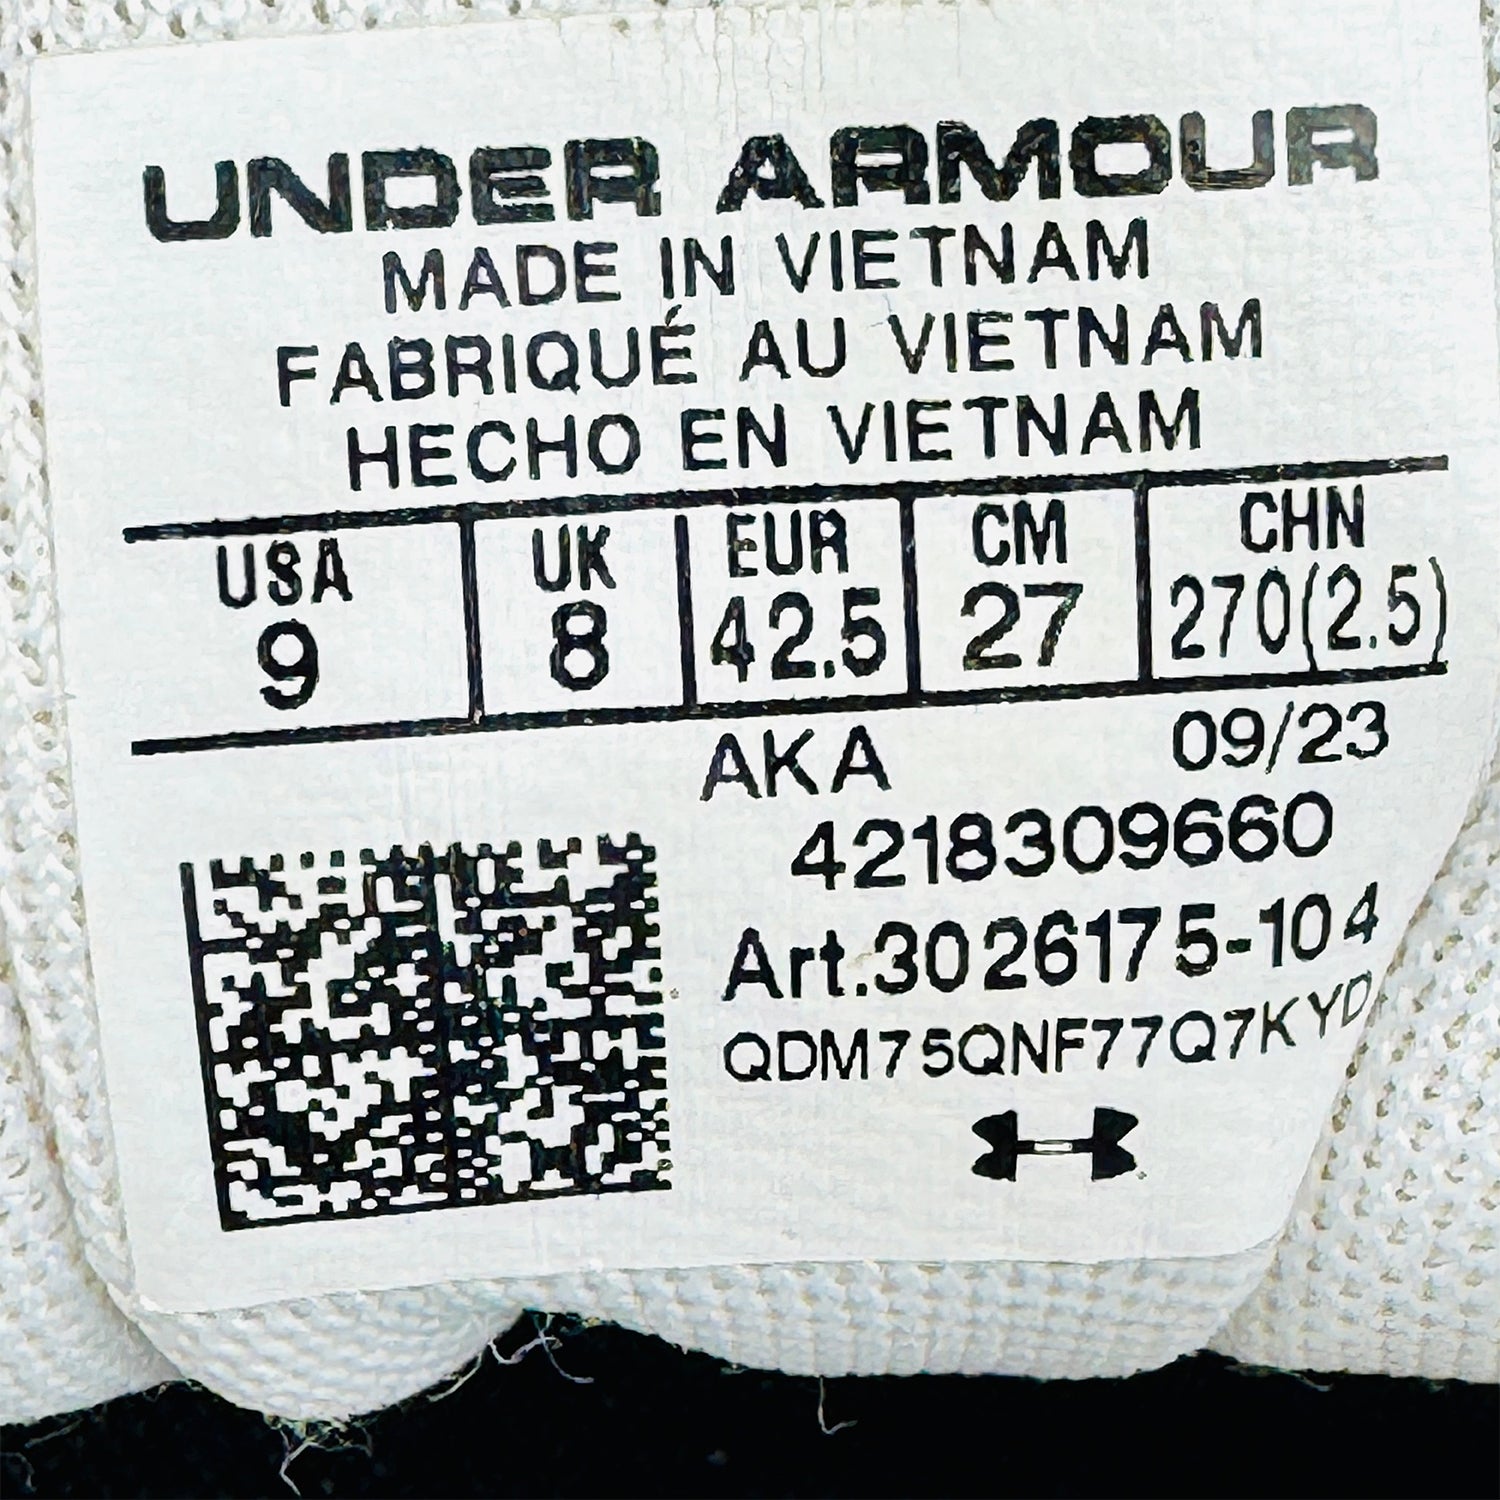 UNDER ARMOUR
MADE IN VIETNAM
FABRIQUÉ AU VIETNAM
HECHO EN VIETNAM
USA UK EUR CM CHN
9 8 42.5 27 270(2.5)
AKA 09/23
4218309660
Art.3026175-104
QDM75QNF77Q7KYD